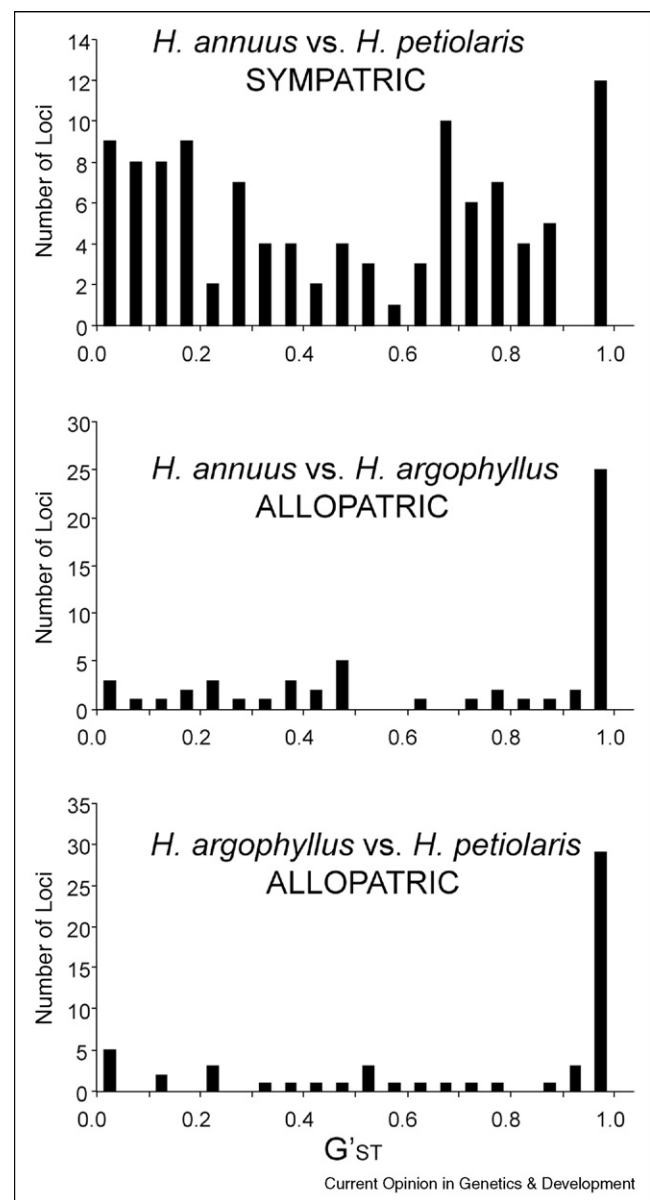 H. annuus vs. H. petiolaris
SYMPATRIC
Number of Loci
14
12
10
8
6
4
2
0
0.0 0.2 0.4 0.6 0.8 1.0
H. annuus vs. H. argophyllus
ALLOPATRIC
Number of Loci
30
25
20
15
10
5
0
0.0 0.2 0.4 0.6 0.8 1.0
H. argophyllus vs. H. petiolaris
ALLOPATRIC
Number of Loci
35
30
25
20
15
10
5
0
0.0 0.2 0.4 0.6 0.8 1.0
G'ST
Current Opinion in Genetics & Development